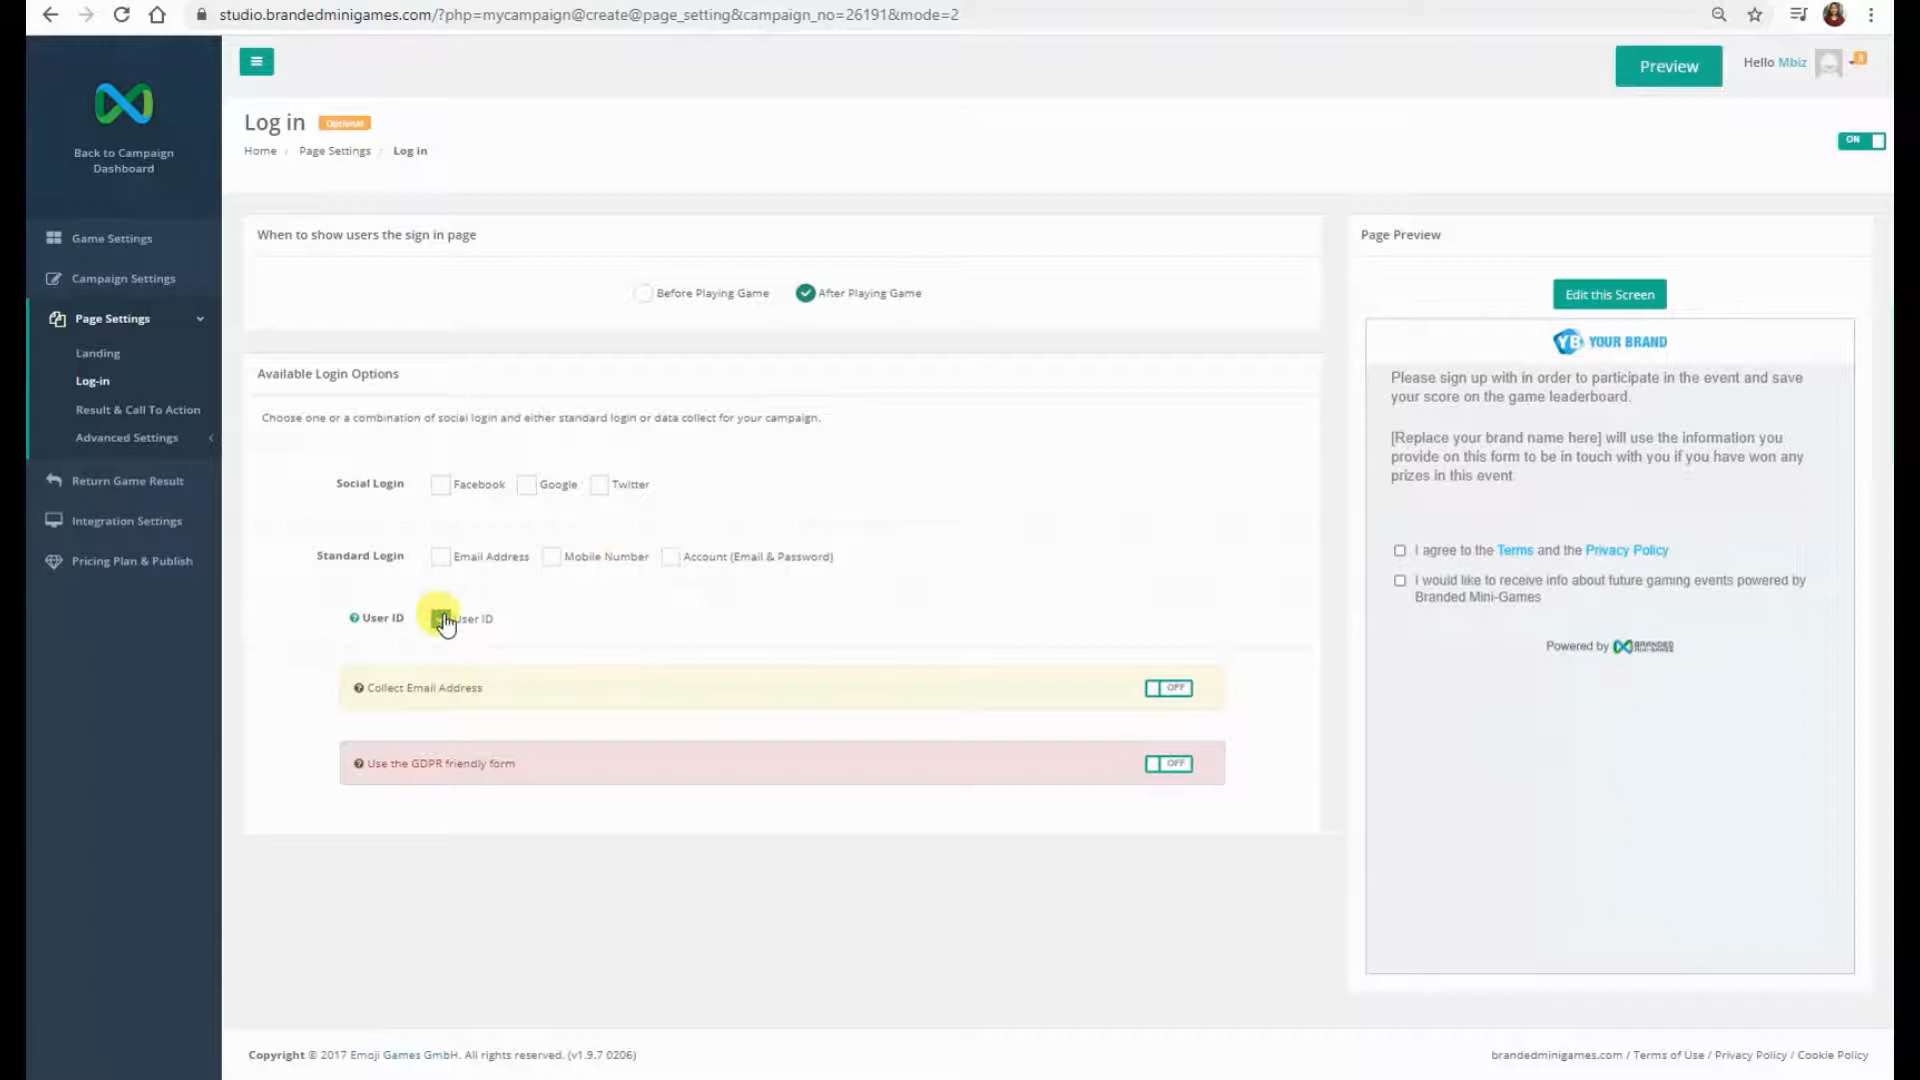 studio.brandedminigames.com/?php=mycampaign@create@page_setting&campaign_no=26191&mode=2
Preview
Hello Mbiz
Back to Campaign
Dashboard
Log in
Optional
Home / Page Settings / Log in
ON
Game Settings
Campaign Settings
Page Settings
Landing
Log-in
Result & Call To Action
Advanced Settings
Return Game Result
Integration Settings
Pricing Plan & Publish
When to show users the sign in page
Before Playing Game
After Playing Game
Available Login Options
Choose one or a combination of social login and either standard login or data collect for your campaign.
Social Login Facebook Google Twitter
Standard Login Email Address Mobile Number Account (Email & Password)
User ID User ID
Collect Email Address OFF
Use the GDPR friendly form OFF
Page Preview
Edit this Screen
YB YOUR BRAND
Please sign up with in order to participate in the event and save
your score on the game leaderboard.
[Replace your brand name here] will use the information you
provide on this form to be in touch with you if you have won any
prizes in this event.
I agree to the Terms and the Privacy Policy
I would like to receive info about future gaming events powered by
Branded Mini-Games
Powered by BRANDED MINI-GAMES
Copyright © 2017 Emoji Games GmbH. All rights reserved. (v1.9.7 0206)
brandedminigames.com / Terms of Use / Privacy Policy / Cookie Policy